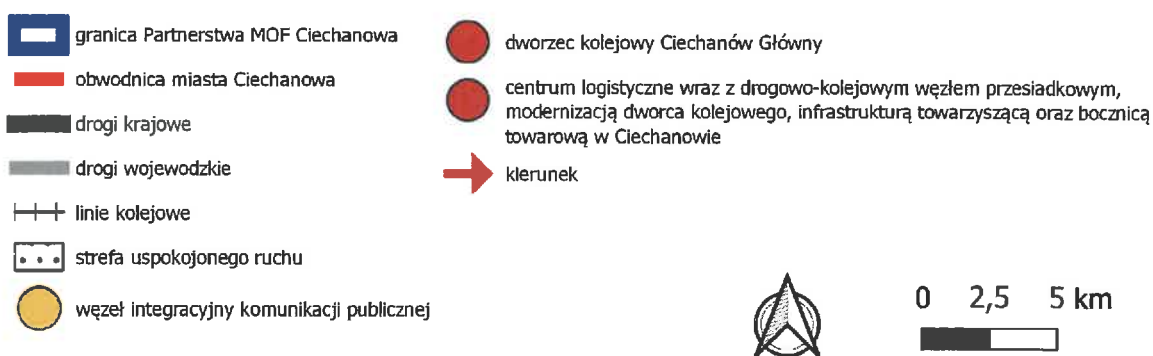 granica Partnerstwa MOF Ciechanowa
obwodnica miasta Ciechanowa
drogi krajowe
drogi wojewodzkie
linie kolejowe
strefa uspokojonego ruchu
węzeł integracyjny komunikacji publicznej
dworzec kolejowy Ciechanów Główny
centrum logistyczne wraz z drogowo-kolejowym węzłem przesiadkowym,
modernizacją dworca kolejowego, infrastrukturą towarzyszącą oraz bocznicą
towarową w Ciechanowie
kierunek
0 2,5 5 km